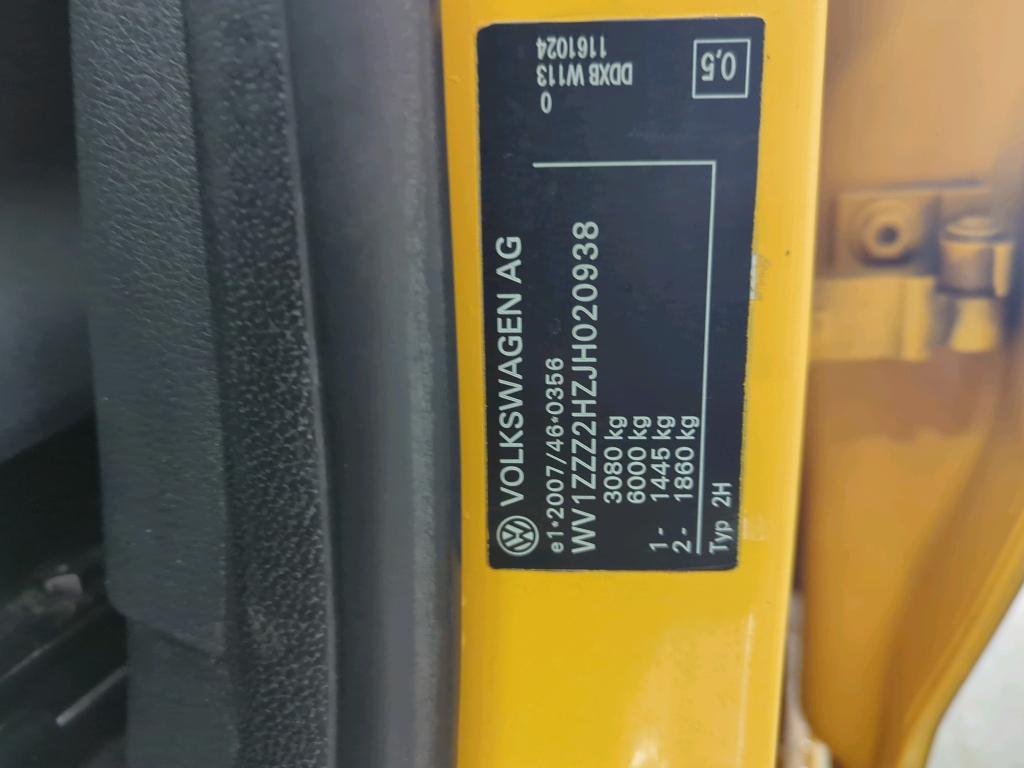 VOLKSWAGEN AG
e1*2007/46*0356
WV1ZZZ2HZJH020938
3080 kg
6000 kg
1- 1445 kg
2- 1860 kg
Typ 2H
0
DDXB W113
1161024
0,5